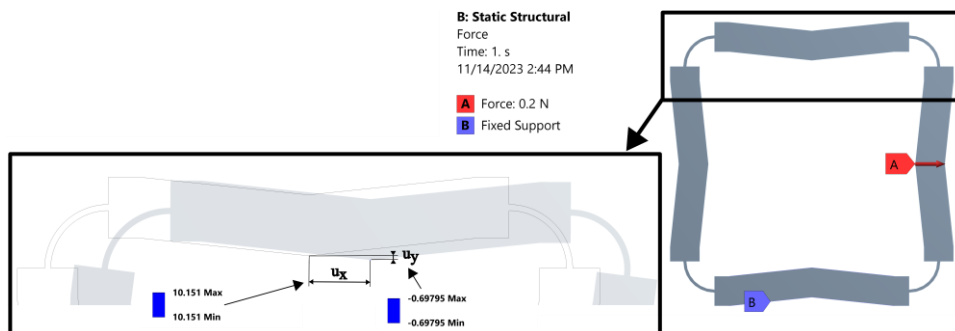 B: Static Structural
Force
Time: 1. s
11/14/2023 2:44 PM
A Force: 0.2 N
B Fixed Support
A
B
uy
ux
10.151 Max
10.151 Min
-0.69795 Max
-0.69795 Min